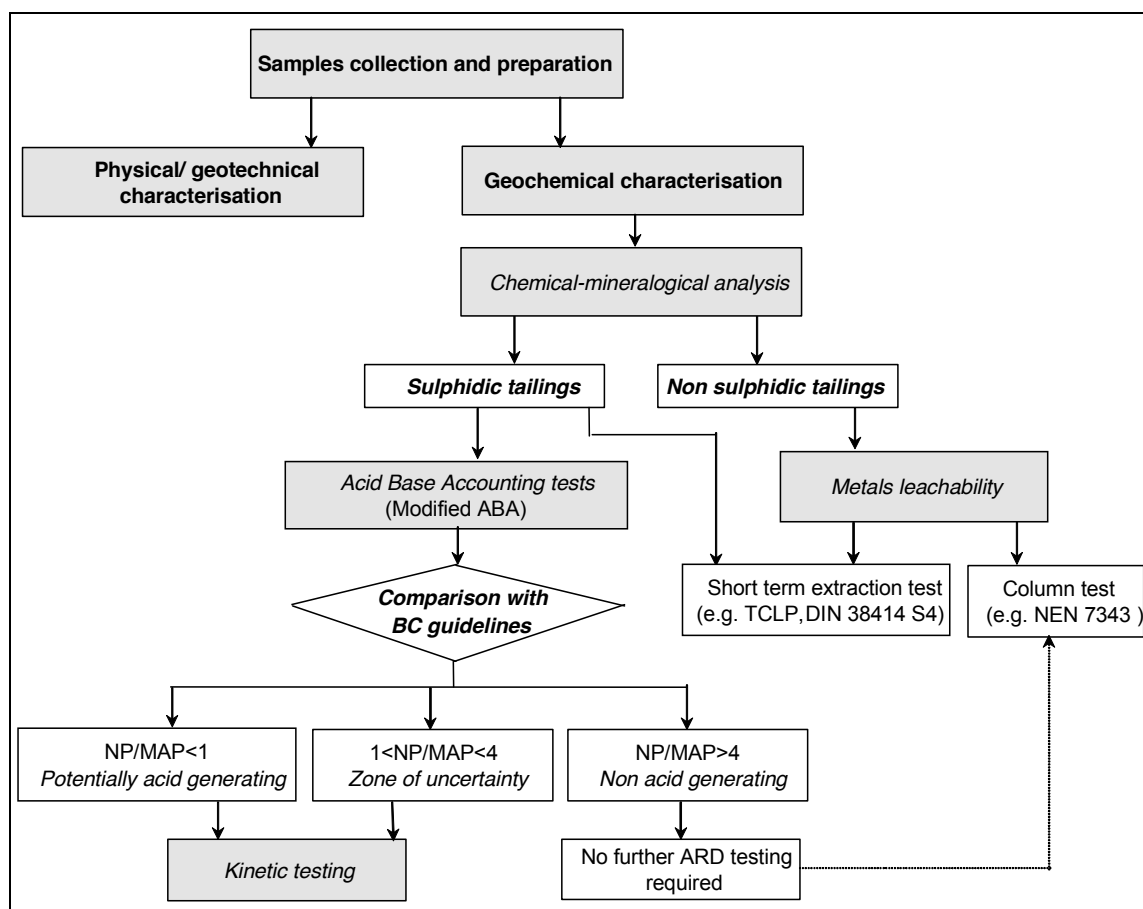 Samples collection and preparation
Physical/ geotechnical
characterisation
Geochemical characterisation
Chemical-mineralogical analysis
Sulphidic tailings
Non sulphidic tailings
Acid Base Accounting tests
(Modified ABA)
Metals leachability
Comparison with
BC guidelines
Short term extraction test
(e.g. TCLP,DIN 38414 S4)
Column test
(e.g. NEN 7343 )
NP/MAP<1
Potentially acid generating
1<NP/MAP<4
Zone of uncertainty
NP/MAP>4
Non acid generating
Kinetic testing
No further ARD testing
required